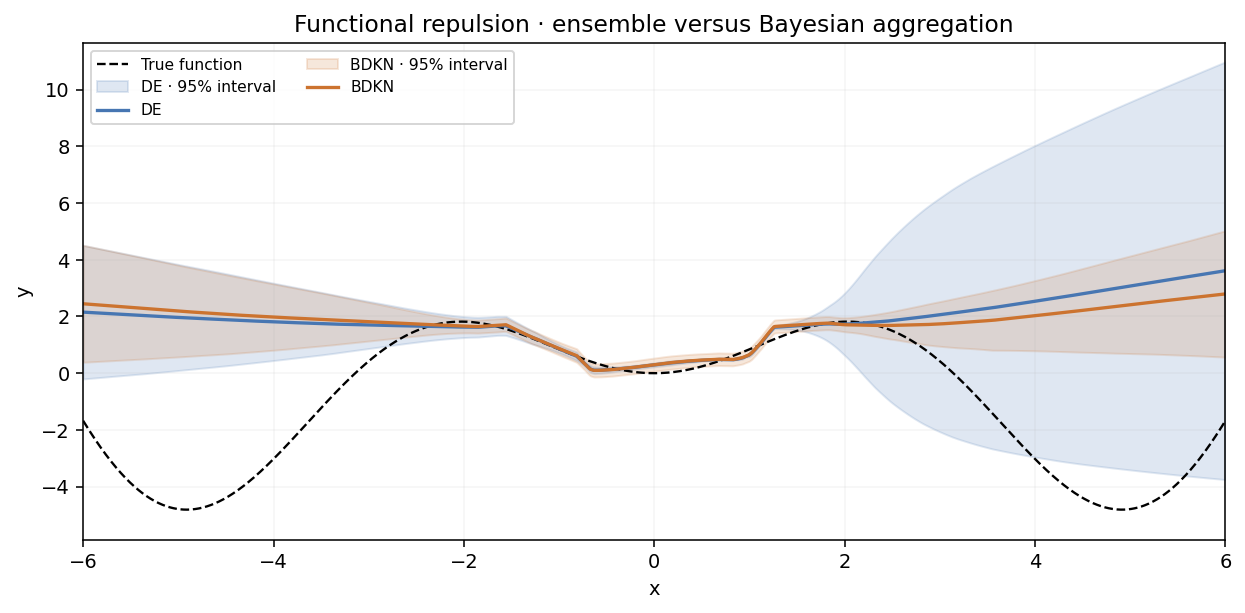 Functional repulsion · ensemble versus Bayesian aggregation
True function
DE · 95% interval
DE
BDKN · 95% interval
BDKN
10
8
6
4
2
0
−2
−4
y
−6
−4
−2
0
2
4
6
x